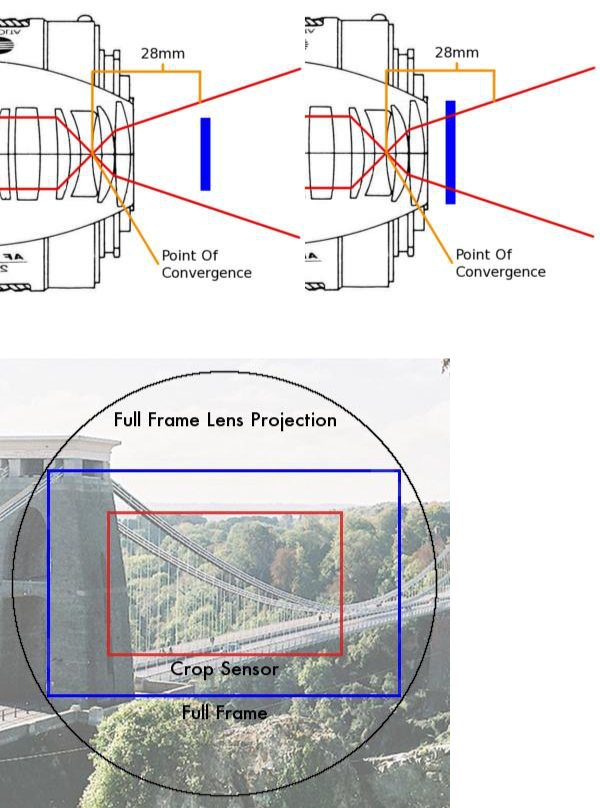 28mm
28mm
Point Of
Convergence
Point Of
Convergence
Full Frame Lens Projection
Crop Sensor
Full Frame